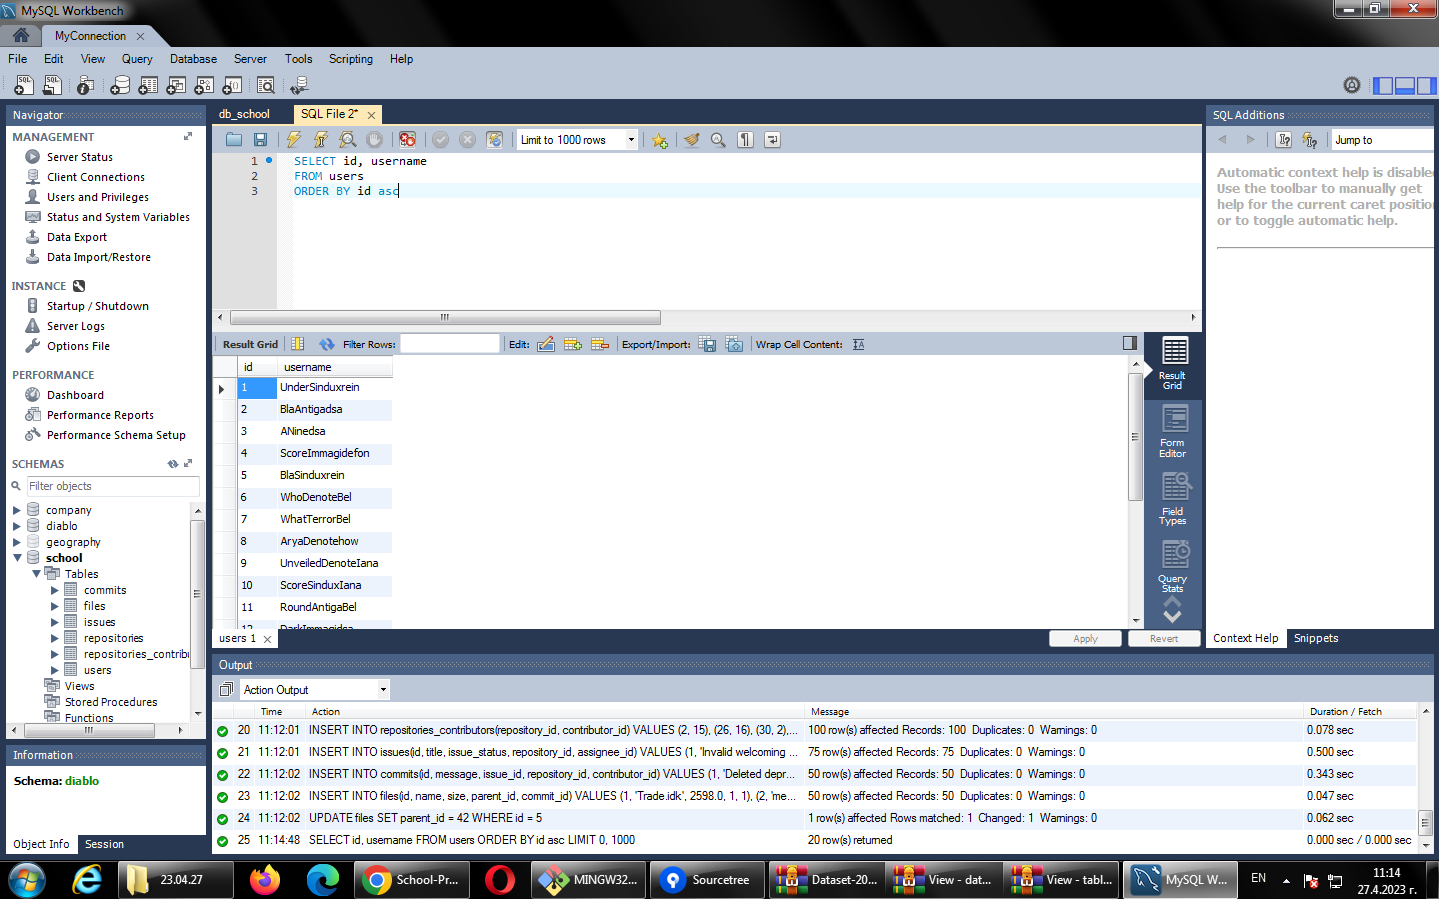 MySQL Workbench
MyConnection
File Edit View Query Database Server Tools Scripting Help
Navigator
MANAGEMENT
Server Status
Client Connections
Users and Privileges
Status and System Variables
Data Export
Data Import/Restore
INSTANCE
Startup / Shutdown
Server Logs
Options File
PERFORMANCE
Dashboard
Performance Reports
Performance Schema Setup
SCHEMAS
Filter objects
company
diablo
geography
school
Tables
commits
files
issues
repositories
repositories_contribu
users
Views
Stored Procedures
Functions
Information
Schema: diablo
Object Info Session
db_school SQL File 2*
Limit to 1000 rows
1 SELECT id, username
2 FROM users
3 ORDER BY id asc
Result Grid Filter Rows: Edit: Export/Import: Wrap Cell Content:
id username
1 UnderSinduxrein
2 BlaAntigadsa
3 ANinedsa
4 ScoreImmagidefon
5 BlaSinduxrein
6 WhoDenoteBel
7 WhatTerrorBel
8 AryaDenotehow
9 UnveiledDenoteIana
10 ScoreSinduxIana
11 RoundAntigaBel
12 DarkImmagidsa
Result Grid
Form Editor
Field Types
Query Stats
users 1
Apply Revert
SQL Additions
Jump to
Automatic context help is disabled
Use the toolbar to manually get
help for the current caret position
or to toggle automatic help.
Context Help Snippets
Output
Action Output
Time Action Message Duration / Fetch
20 11:12:01 INSERT INTO repositories_contributors(repository_id, contributor_id) VALUES (2, 15), (26, 16), (30, 2),... 100 row(s) affected Records: 100 Duplicates: 0 Warnings: 0 0.078 sec
21 11:12:01 INSERT INTO issues(id, title, issue_status, repository_id, assignee_id) VALUES (1, 'Invalid welcoming ... 75 row(s) affected Records: 75 Duplicates: 0 Warnings: 0 0.500 sec
22 11:12:02 INSERT INTO commits(id, message, issue_id, repository_id, contributor_id) VALUES (1, 'Deleted depr... 50 row(s) affected Records: 50 Duplicates: 0 Warnings: 0 0.343 sec
23 11:12:02 INSERT INTO files(id, name, size, parent_id, commit_id) VALUES (1, 'Trade.idk', 2598.0, 1, 1), (2, 'me... 50 row(s) affected Records: 50 Duplicates: 0 Warnings: 0 0.047 sec
24 11:12:02 UPDATE files SET parent_id = 42 WHERE id = 5 1 row(s) affected Rows matched: 1 Changed: 1 Warnings: 0 0.062 sec
25 11:14:48 SELECT id, username FROM users ORDER BY id asc LIMIT 0, 1000 20 row(s) returned 0.000 sec / 0.000 sec
23.04.27 School-Pr... MINGW32... Sourcetree Dataset-20... View - dat... View - tabl... MySQL W... EN 11:14
27.4.2023 г.